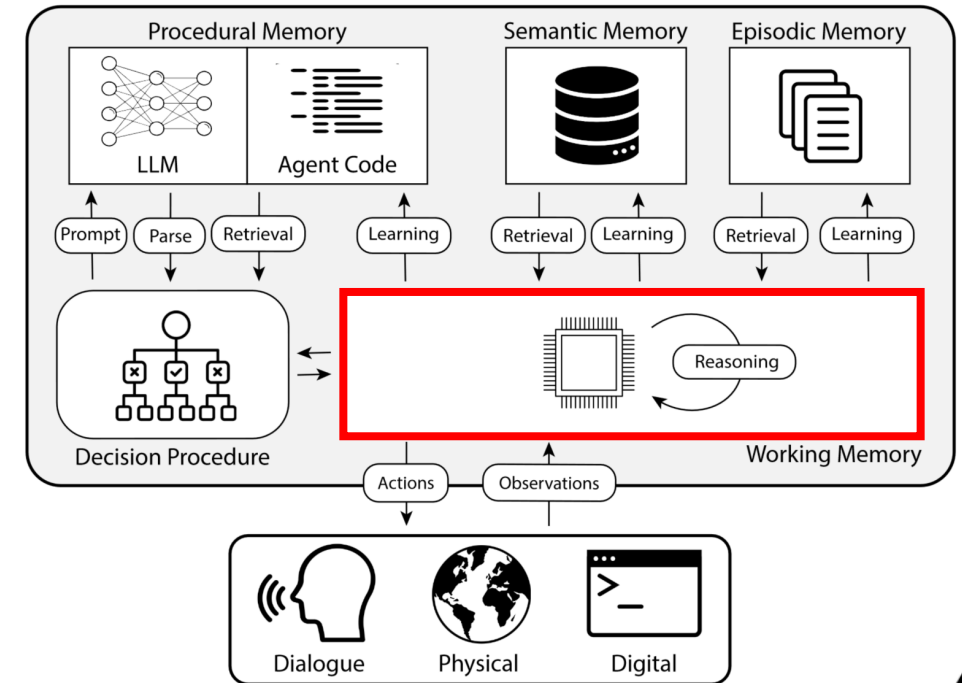 Procedural Memory
Semantic Memory
Episodic Memory
LLM
Agent Code
Prompt
Parse
Retrieval
Learning
Retrieval
Learning
Retrieval
Learning
Reasoning
Decision Procedure
Working Memory
Actions
Observations
>_
Dialogue
Physical
Digital